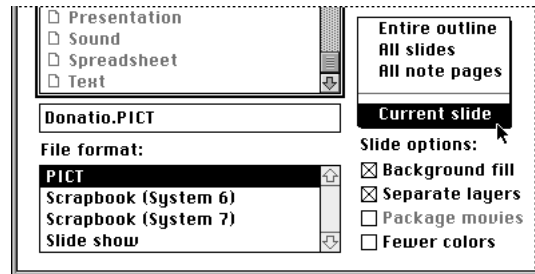 Presentation
Sound
Spreadsheet
Text
Donatio.PICT
File format:
PICT
Scrapbook (System 6)
Scrapbook (System 7)
Slide show
Entire outline
All slides
All note pages
Current slide
Slide options:
Background fill
Separate layers
Package movies
Fewer colors